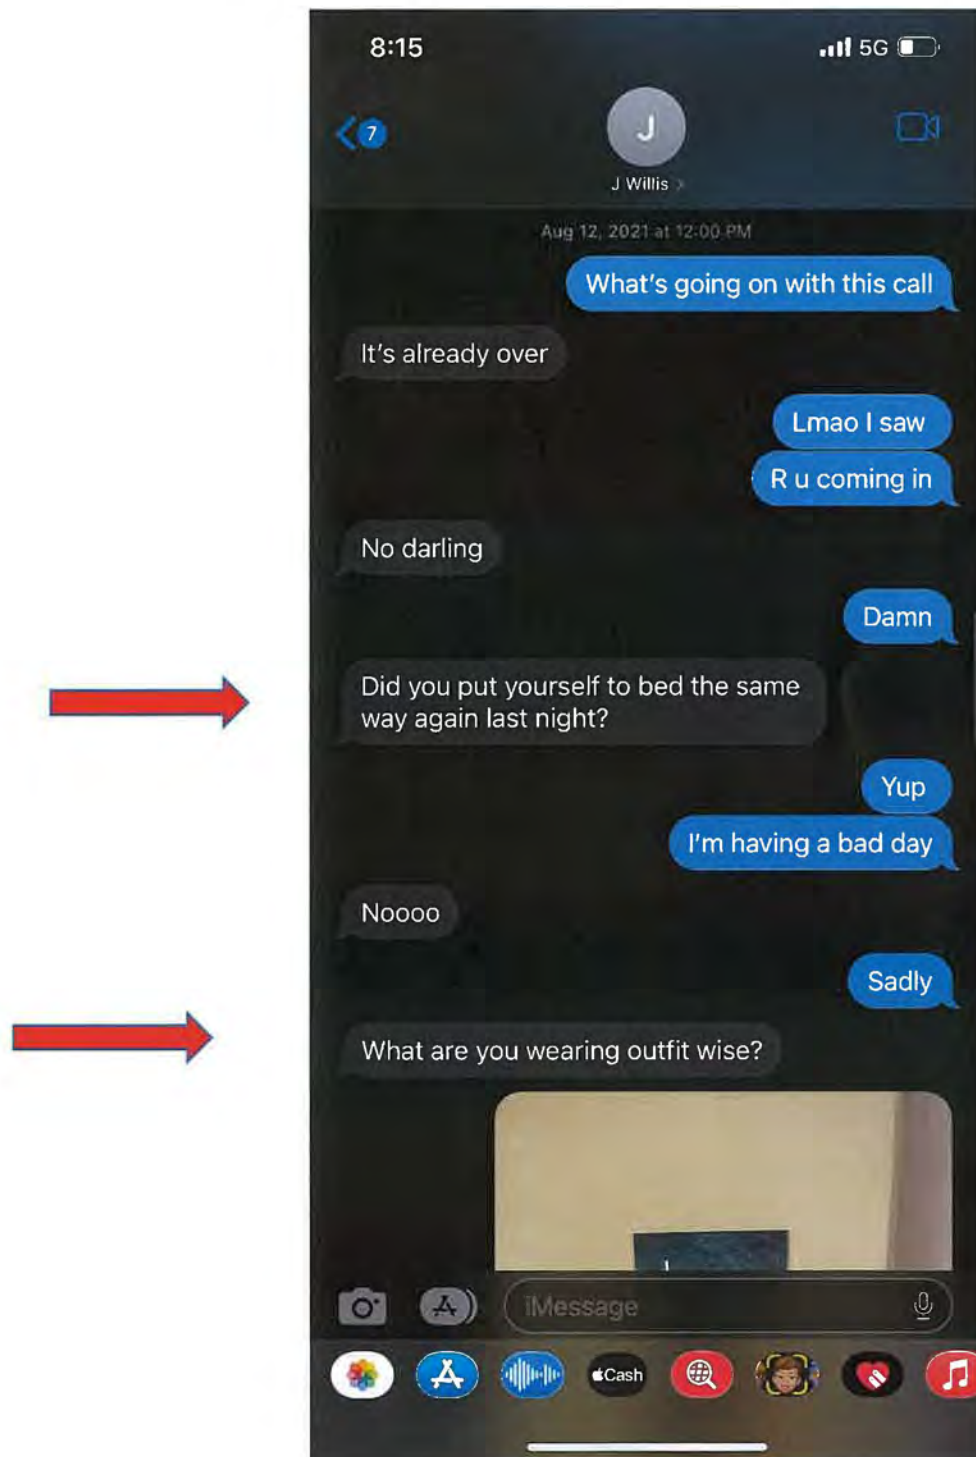 8:15
5G
7
J
J Willis >
Aug 12, 2021 at 12:00 PM
What's going on with this call
It's already over
Lmao I saw
R u coming in
No darling
Damn
Did you put yourself to bed the same
way again last night?
Yup
I'm having a bad day
Noooo
Sadly
What are you wearing outfit wise?
iMessage
Cash